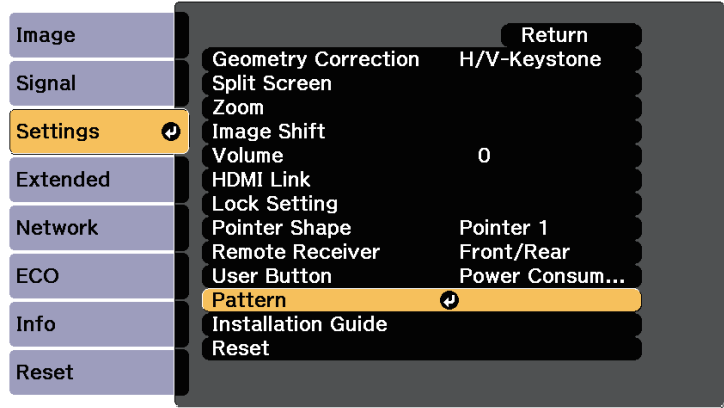 Image
Signal
Settings
Extended
Network
ECO
Info
Reset
Return
Geometry Correction H/V-Keystone
Split Screen
Zoom
Image Shift
Volume 0
HDMI Link
Lock Setting
Pointer Shape Pointer 1
Remote Receiver Front/Rear
User Button Power Consum...
Pattern
Installation Guide
Reset